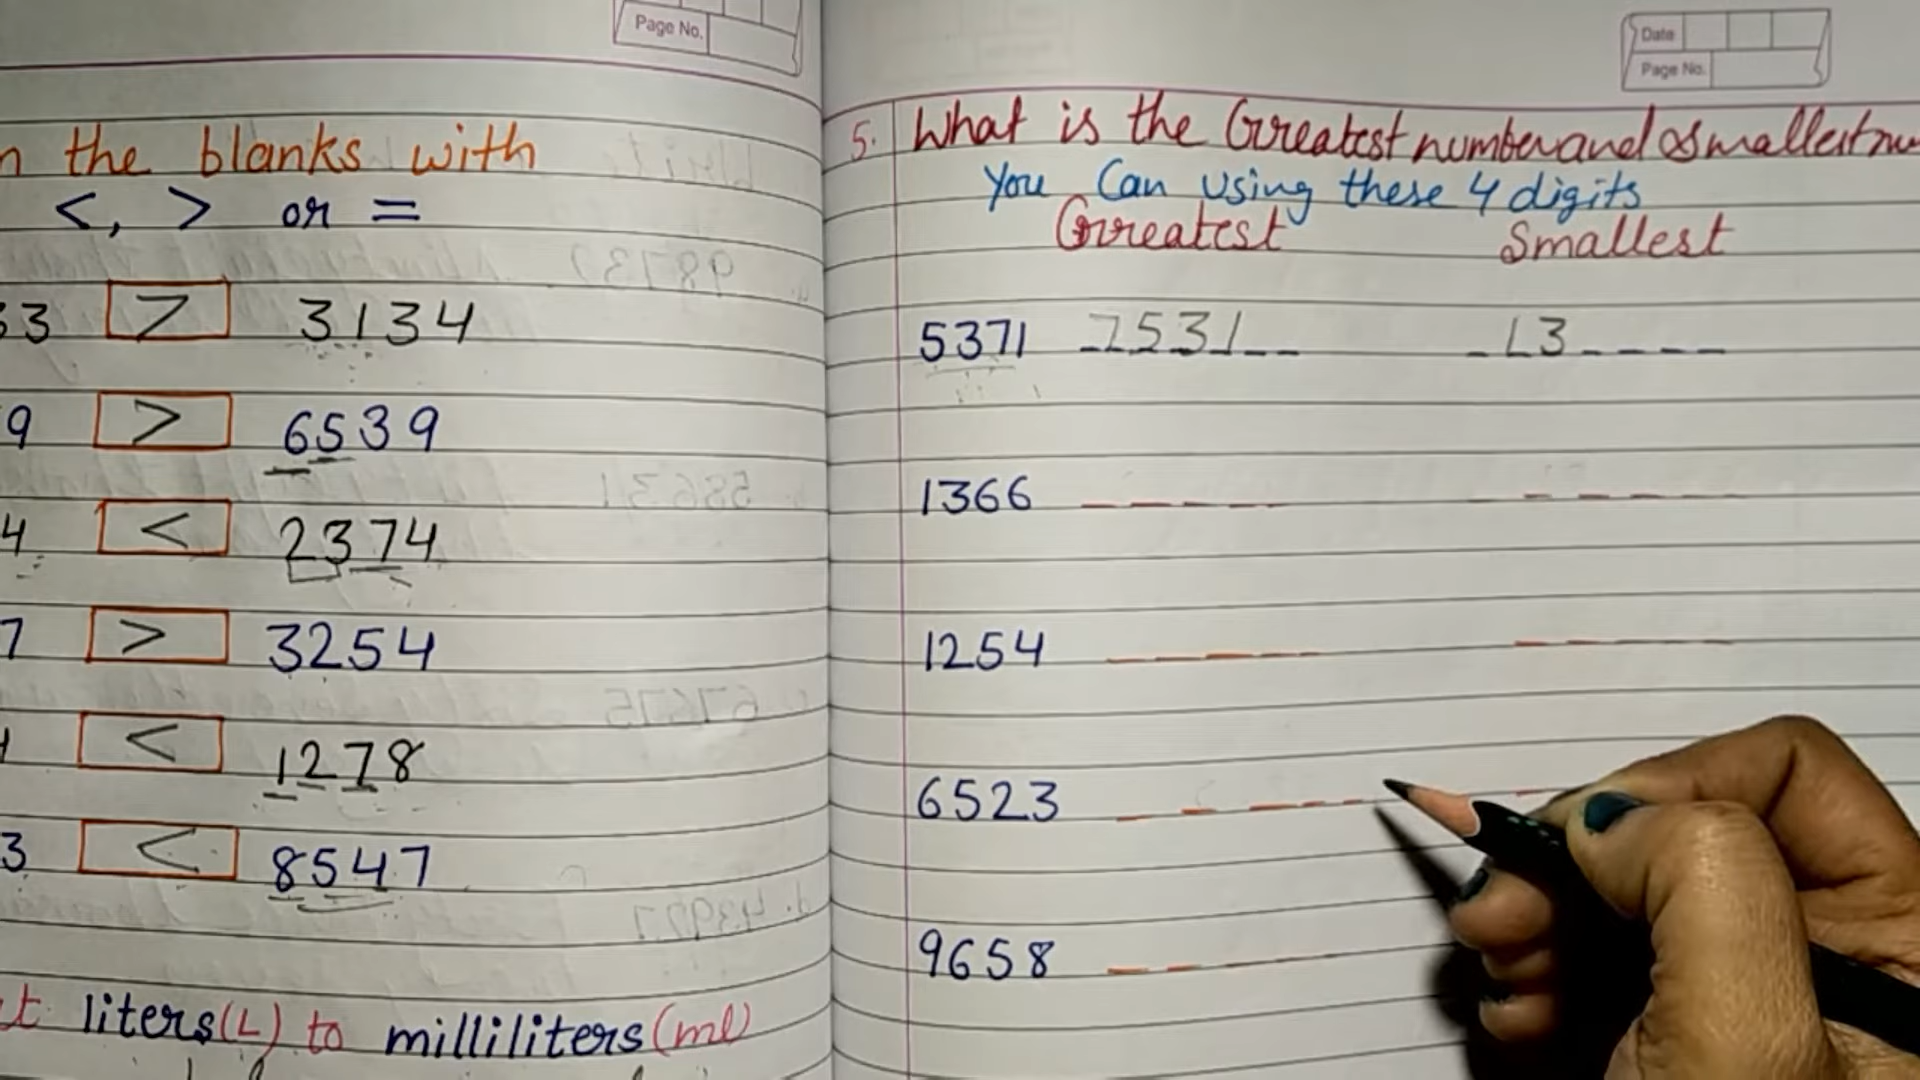 Page No.
n the blanks with
<, > or =
33 > 3134
9 > 6539
4 < 2374
7 > 3254
< 1278
3 < 8547
t liters(L) to milliliters(ml)
Date
Page No.
5. What is the Greatest number and Smallest nu
You Can using these 4 digits
Greatest Smallest
5371 7531 13
1366
1254
6523
9658